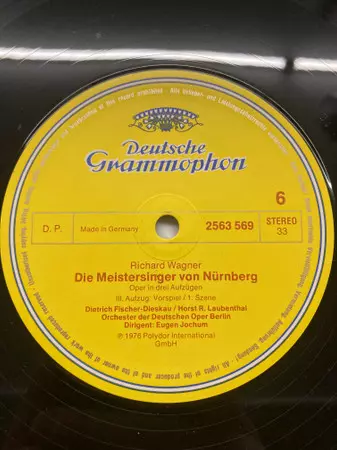 Deutsche
Grammophon
6
D. P.
Made in Germany
2563 569
STEREO
33
Richard Wagner
Die Meistersinger von Nürnberg
Oper in drei Aufzügen
III. Aufzug: Vorspiel / 1. Szene
Dietrich Fischer-Dieskau / Horst R. Laubenthal
Orchester der Deutschen Oper Berlin
Dirigent: Eugen Jochum
℗ 1976 Polydor International
GmbH